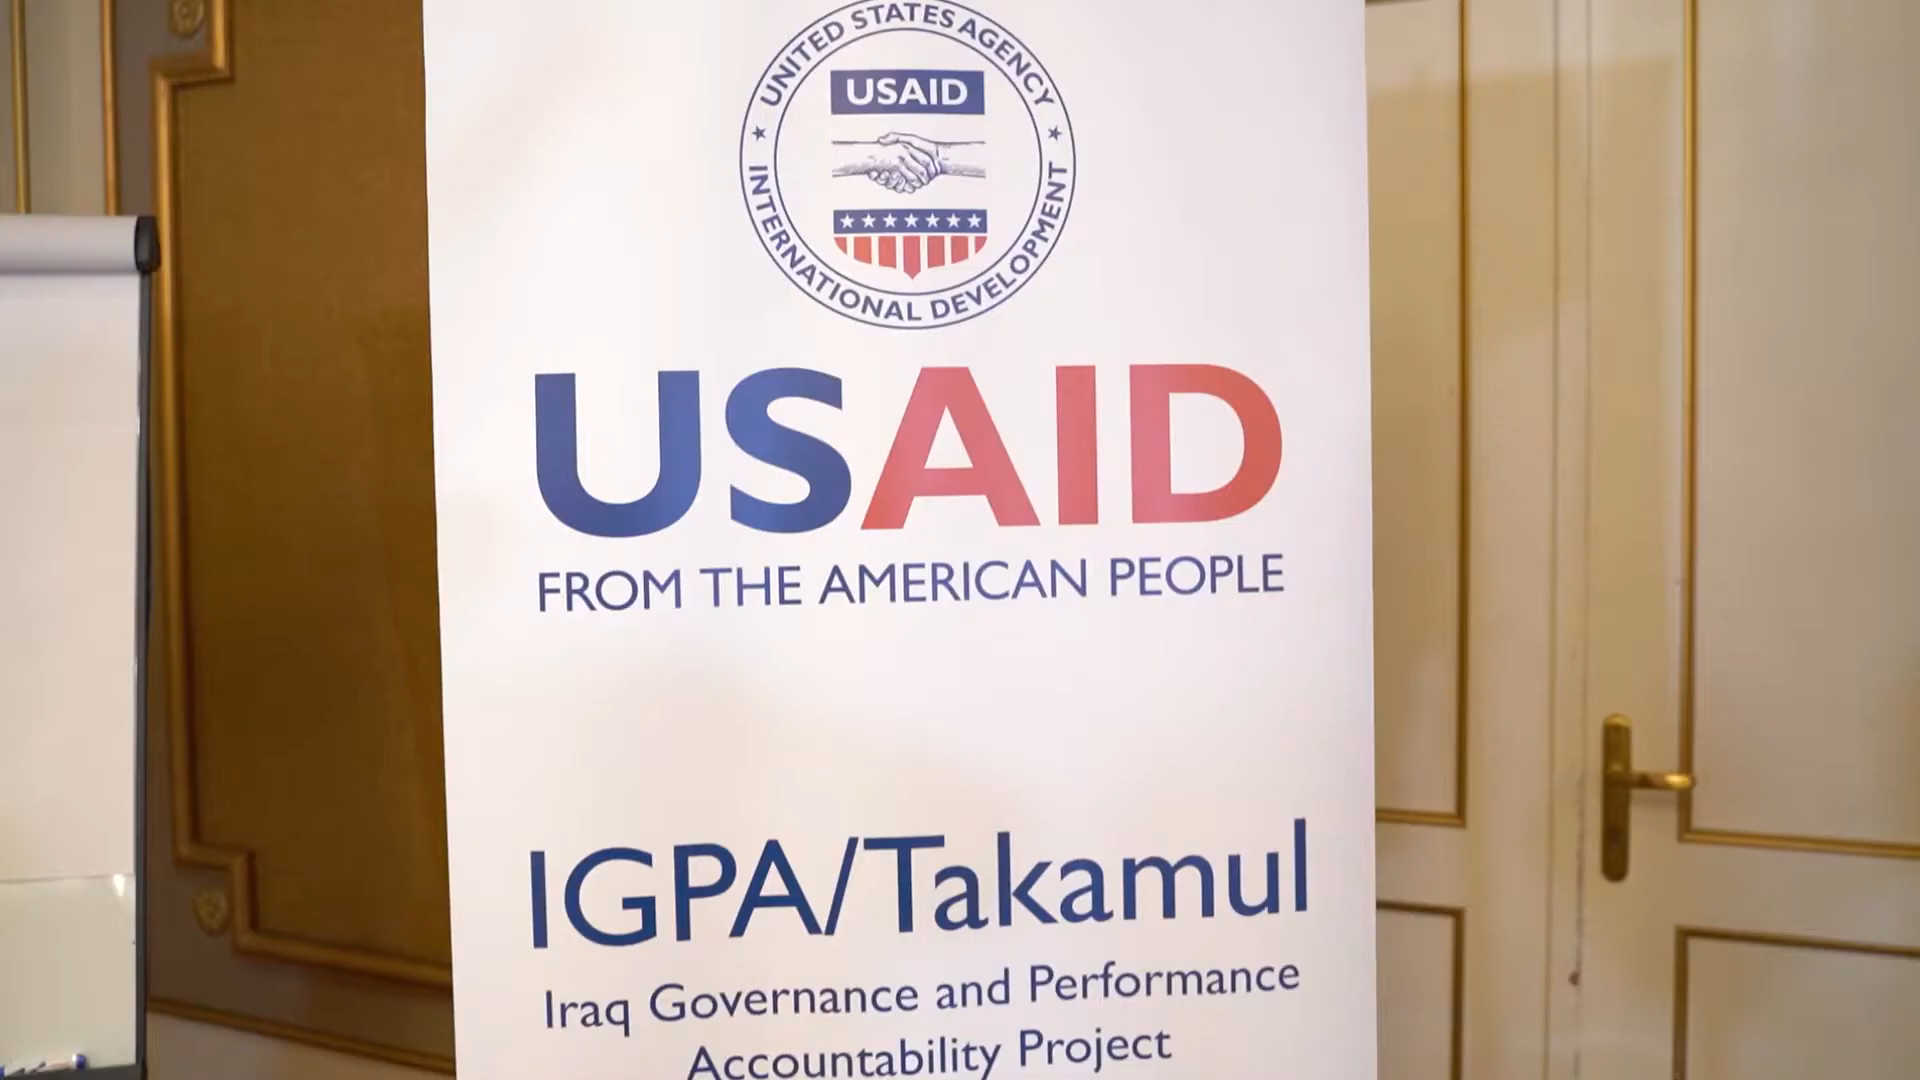 UNITED STATES AGENCY
INTERNATIONAL DEVELOPMENT
USAID
USAID
FROM THE AMERICAN PEOPLE
IGPA/Takamul
Iraq Governance and Performance
Accountability Project